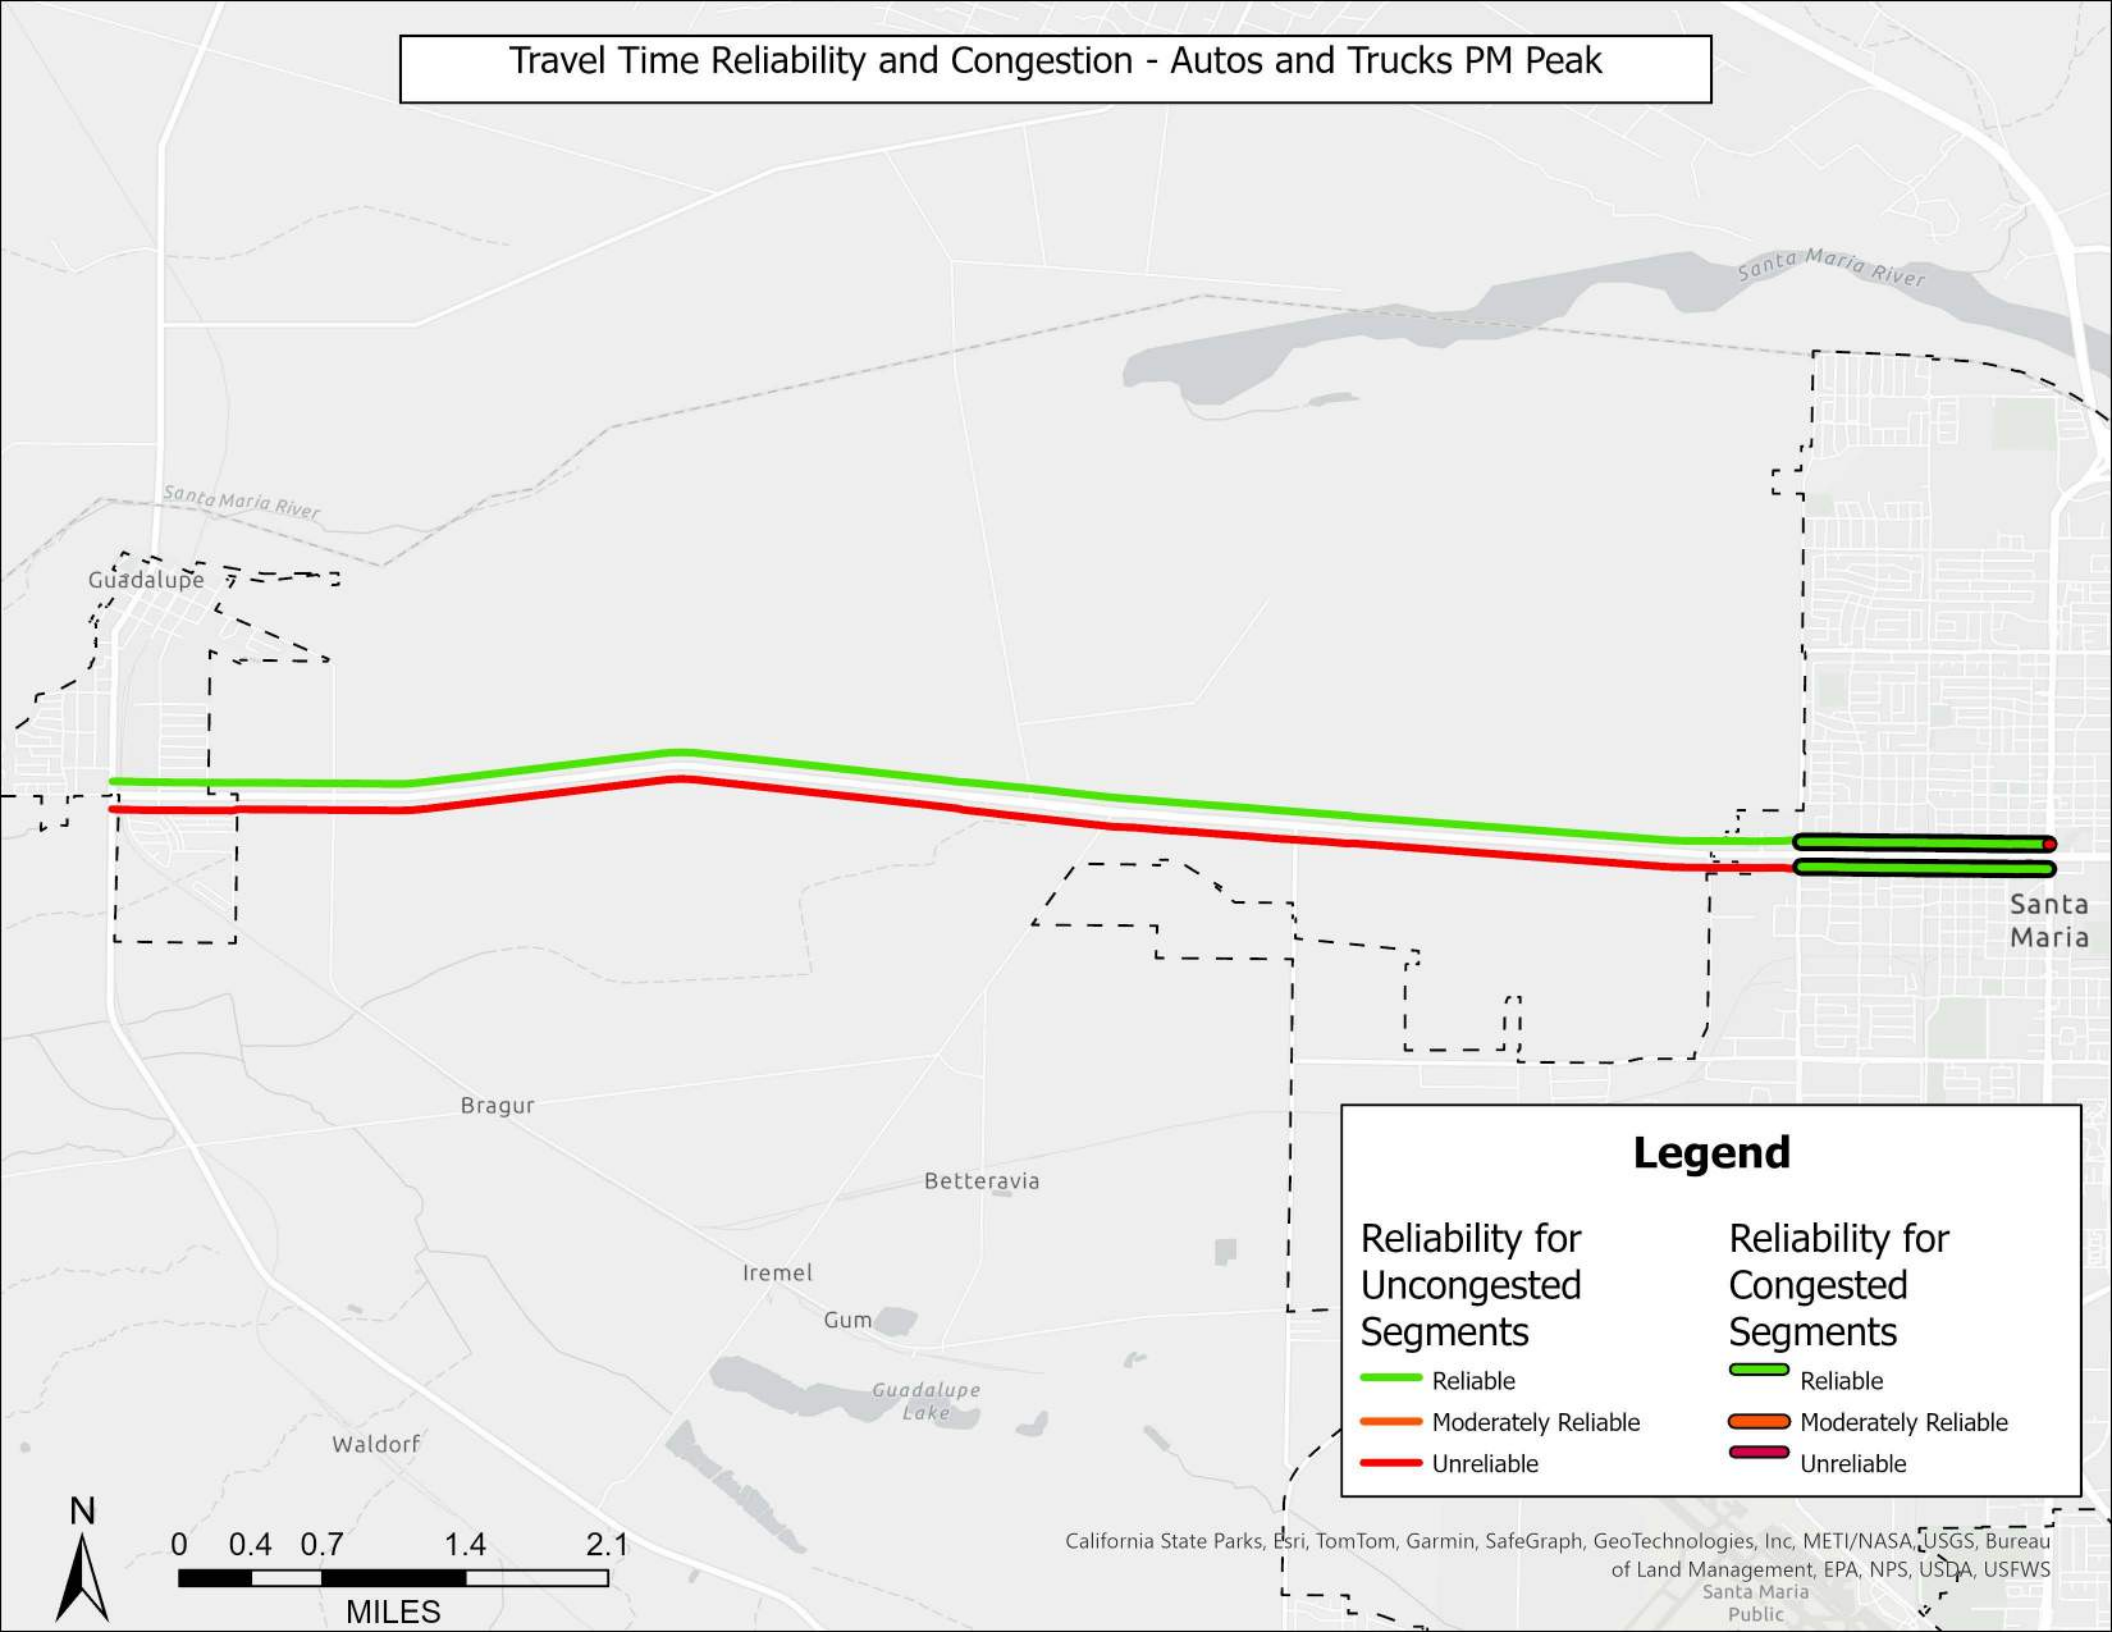 Travel Time Reliability and Congestion - Autos and Trucks PM Peak
Santa Maria River
Santa Maria River
Guadalupe
Santa
Maria
Bragur
Betteravia
Iremel
Gum
Guadalupe
Lake
Waldorf
Legend
Reliability for
Uncongested
Segments
Reliable
Moderately Reliable
Unreliable
Reliability for
Congested
Segments
Reliable
Moderately Reliable
Unreliable
N
0 0.4 0.7 1.4 2.1
MILES
California State Parks, Esri, TomTom, Garmin, SafeGraph, GeoTechnologies, Inc, METI/NASA, USGS, Bureau
of Land Management, EPA, NPS, USDA, USFWS
Santa Maria
Public